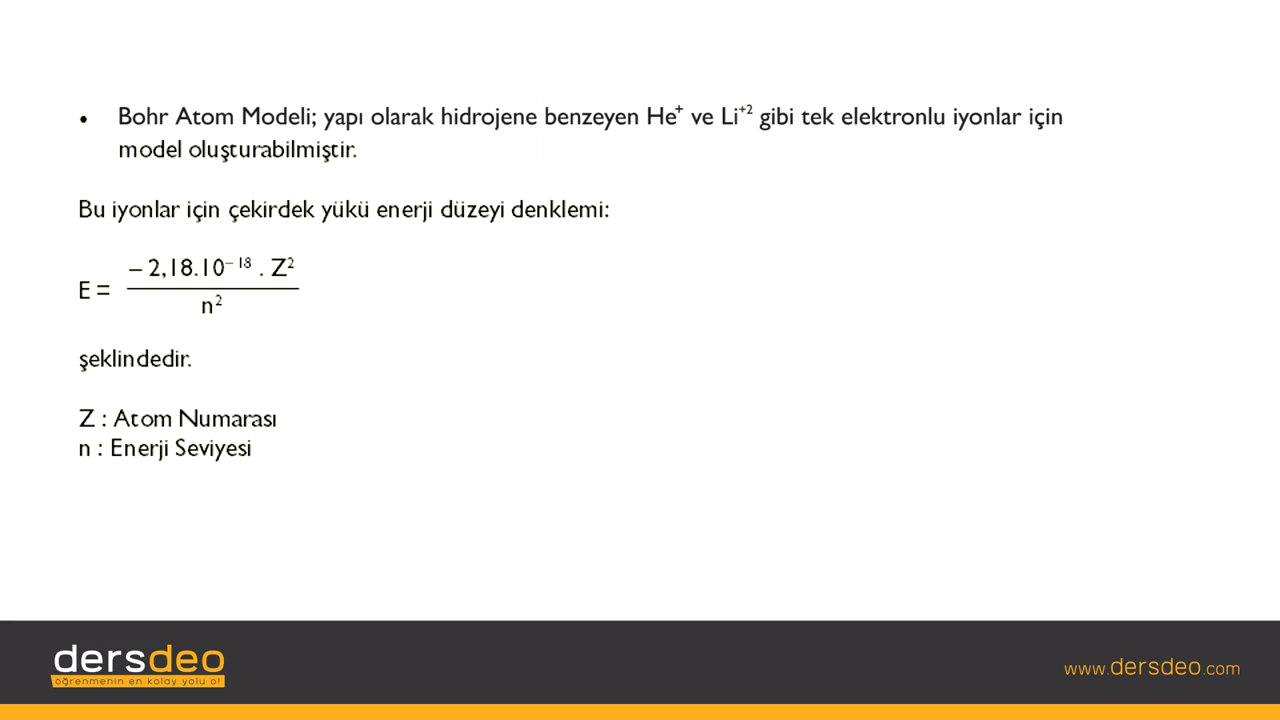 • Bohr Atom Modeli; yapı olarak hidrojene benzeyen He⁺ ve Li⁺² gibi tek elektronlu iyonlar için
model oluşturabilmiştir.
Bu iyonlar için çekirdek yükü enerji düzeyi denklemi:
E = – 2,18.10⁻¹⁸ . Z²
n²
şeklindedir.
Z : Atom Numarası
n : Enerji Seviyesi
dersdeo
öğrenmenin en kolay yolu o!
www.dersdeo.com